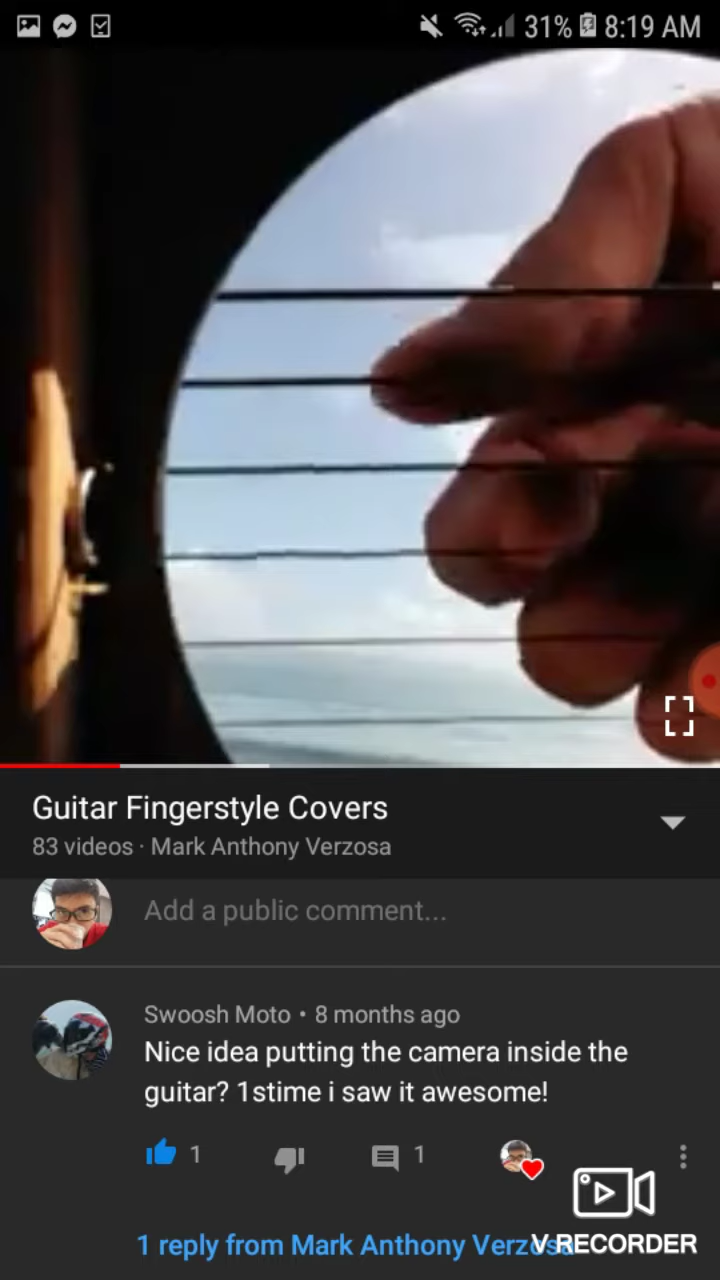 31% 8:19 AM
Guitar Fingerstyle Covers
83 videos · Mark Anthony Verzosa
Add a public comment...
Swoosh Moto • 8 months ago
Nice idea putting the camera inside the
guitar? 1stime i saw it awesome!
1 1
1 reply from Mark Anthony Verzosa
V RECORDER